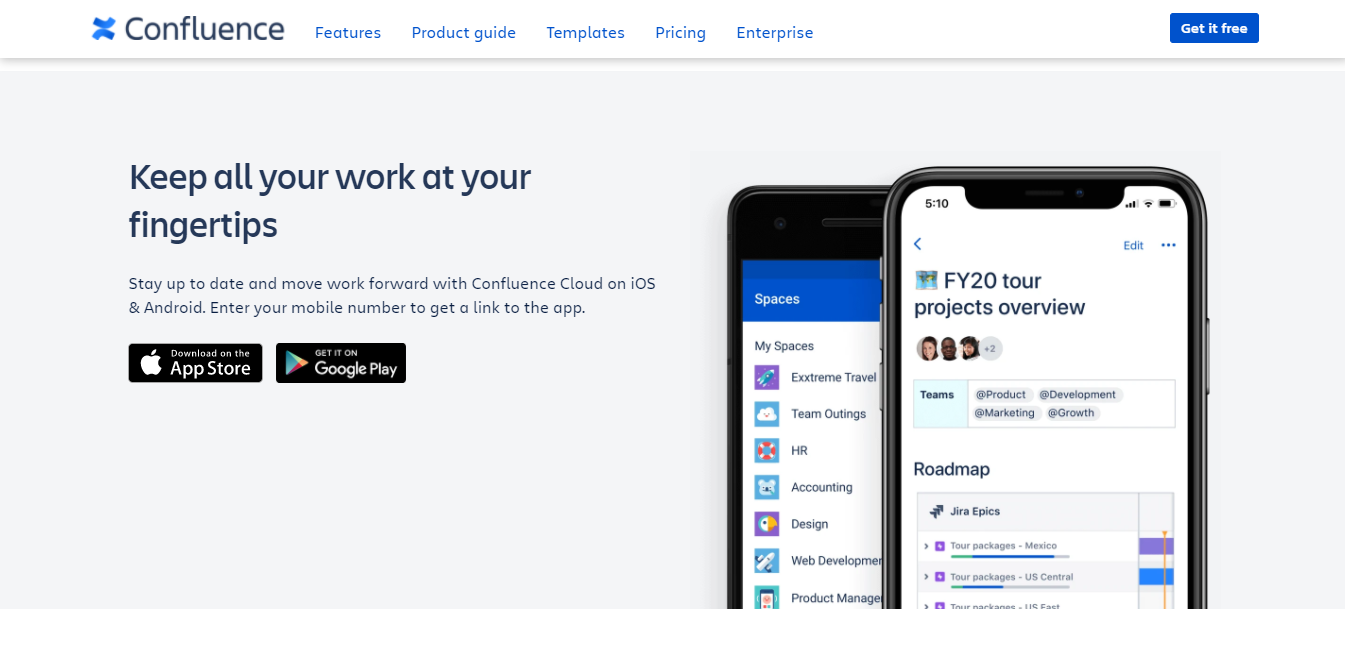 Confluence
Features
Product guide
Templates
Pricing
Enterprise
Get it free
Keep all your work at your
fingertips
Stay up to date and move work forward with Confluence Cloud on iOS
& Android. Enter your mobile number to get a link to the app.
Download on the
App Store
GET IT ON
Google Play
Spaces
My Spaces
Exxtreme Travel
Team Outings
HR
Accounting
Design
Web Developmen
Product Manage
5:10
Edit
FY20 tour
projects overview
+2
Teams
@Product @Development
@Marketing @Growth
Roadmap
Jira Epics
Tour packages - Mexico
Tour packages - US Central
Tour packages - US East